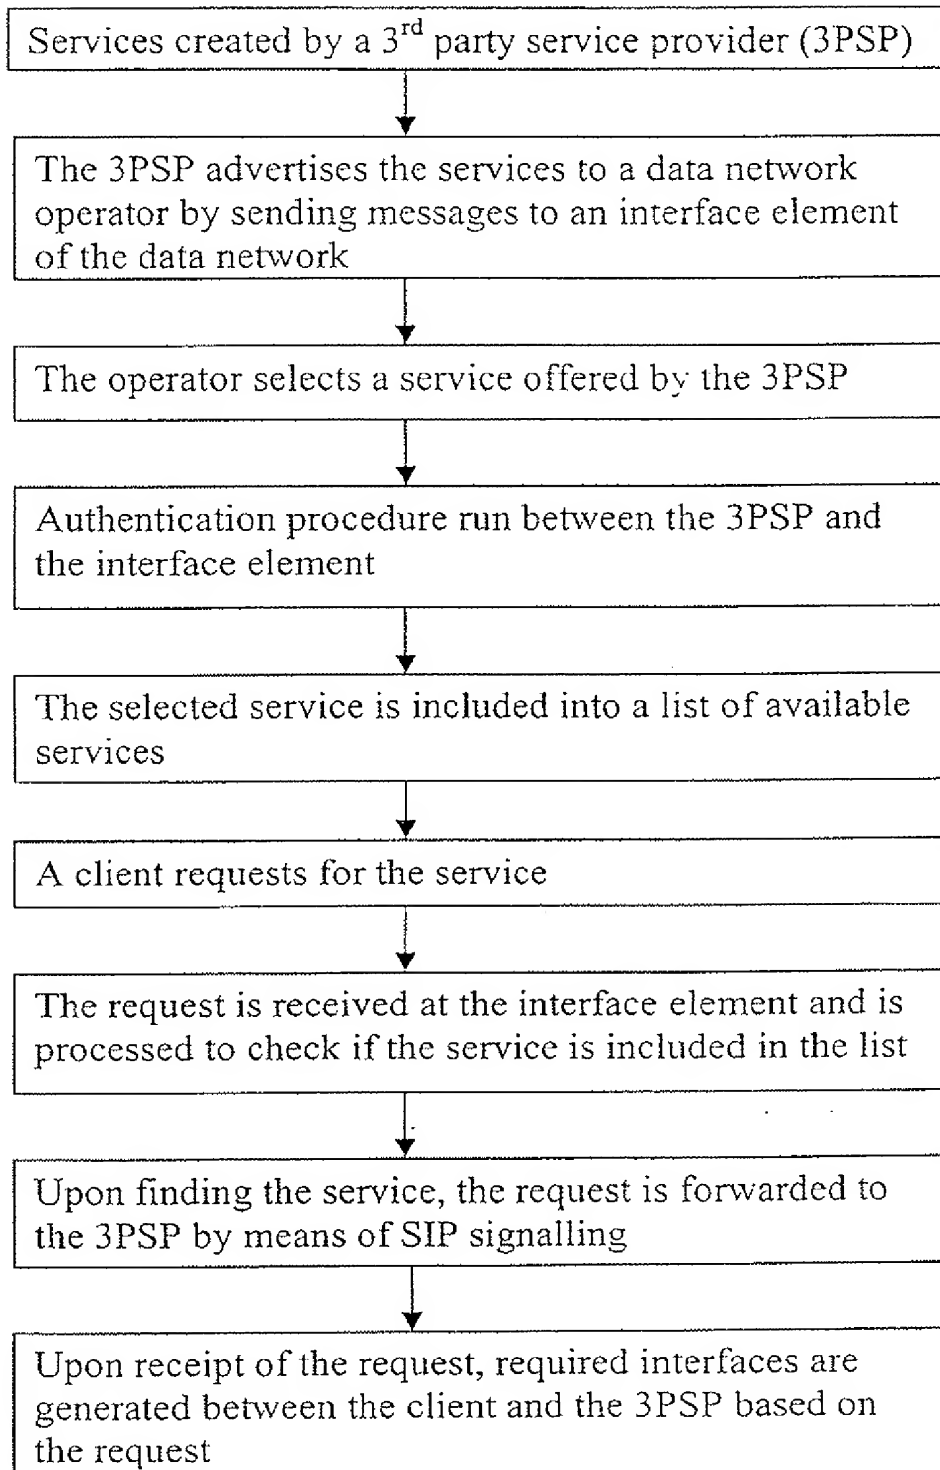 Services created by a 3rd party service provider (3PSP)
The 3PSP advertises the services to a data network
operator by sending messages to an interface element
of the data network
The operator selects a service offered by the 3PSP
Authentication procedure run between the 3PSP and
the interface element
The selected service is included into a list of available
services
A client requests for the service
The request is received at the interface element and is
processed to check if the service is included in the list
Upon finding the service, the request is forwarded to
the 3PSP by means of SIP signalling
Upon receipt of the request, required interfaces are
generated between the client and the 3PSP based on
the request